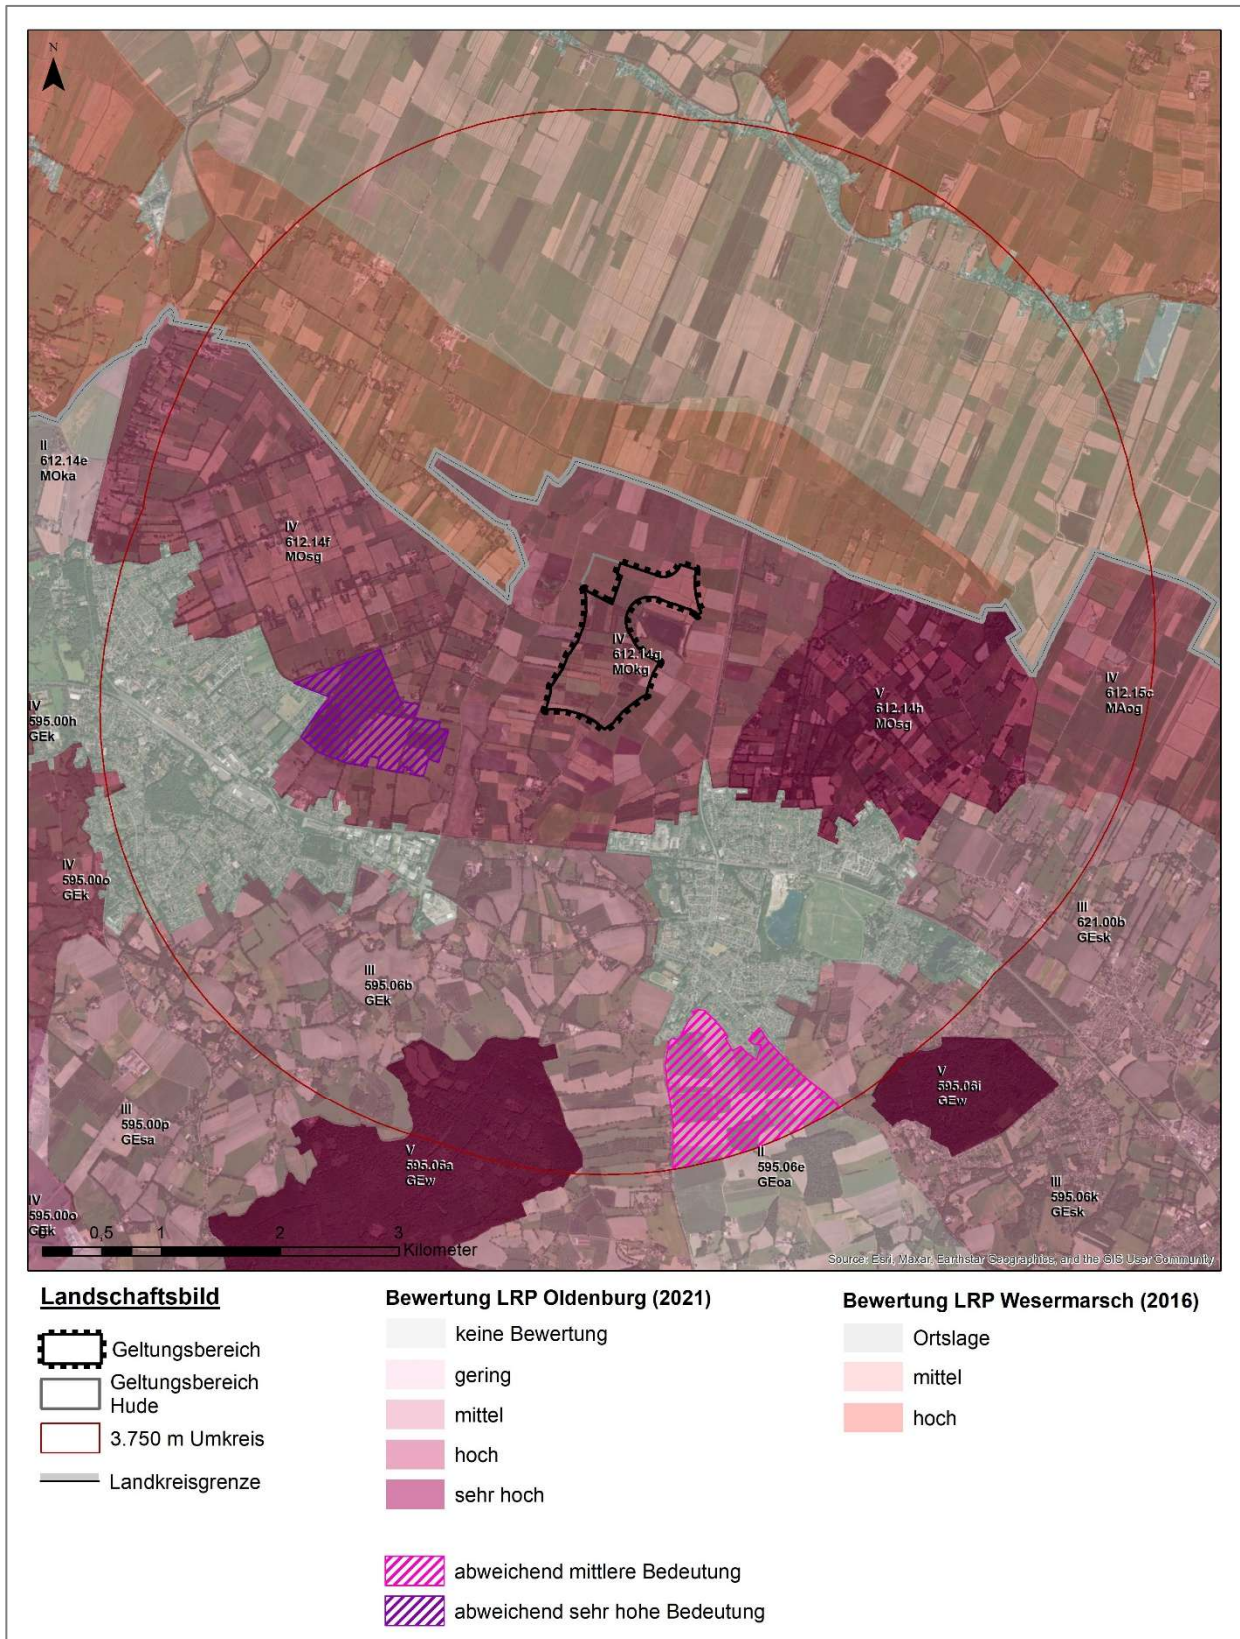 N
II
612.14e
MOka
IV
612.14f
MOsg
IV
612.14g
MOkg
V
612.14h
MOsg
IV
612.15c
MAog
IV
595.00h
GEk
IV
595.00o
GEk
III
621.00b
GEsk
III
595.06b
GEk
V
595.06i
GEw
III
595.00p
GEsa
V
595.06a
GEw
II
595.06e
GEoa
III
595.06k
GEsk
IV
595.00o
GEk
0 0,5 1 2 3
Kilometer
Source: Esri, Maxar, Earthstar Geographics, and the GIS User Community
Landschaftsbild
Geltungsbereich
Geltungsbereich
Hude
3.750 m Umkreis
Landkreisgrenze
Bewertung LRP Oldenburg (2021)
keine Bewertung
gering
mittel
hoch
sehr hoch
abweichend mittlere Bedeutung
abweichend sehr hohe Bedeutung
Bewertung LRP Wesermarsch (2016)
Ortslage
mittel
hoch